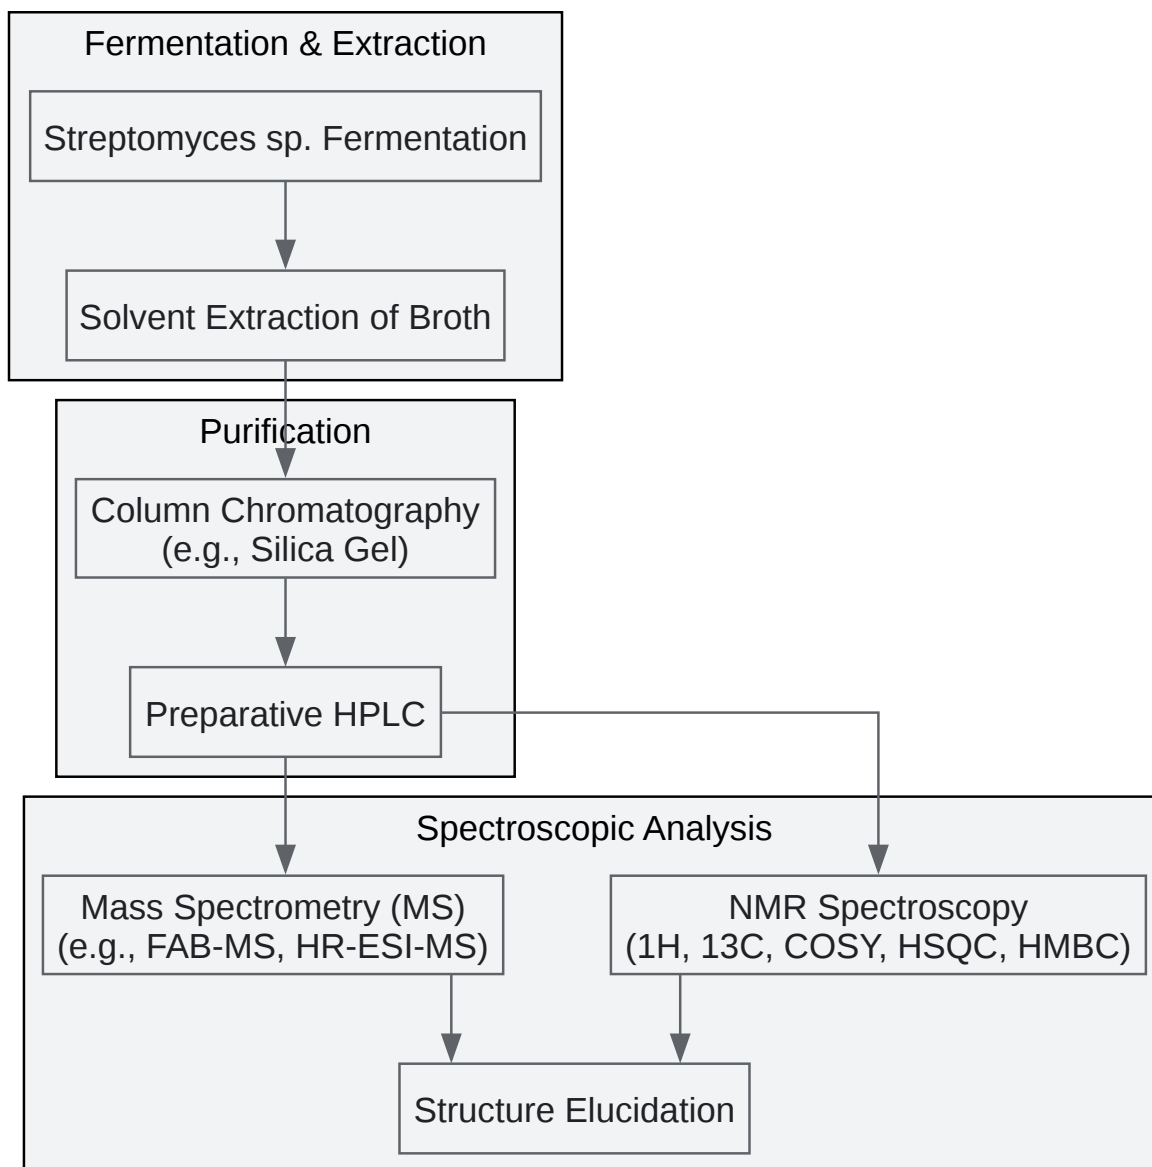 Fermentation & Extraction
Streptomyces sp. Fermentation
Solvent Extraction of Broth
Purification
Column Chromatography
(e.g., Silica Gel)
Preparative HPLC
Spectroscopic Analysis
Mass Spectrometry (MS)
(e.g., FAB-MS, HR-ESI-MS)
NMR Spectroscopy
(1H, 13C, COSY, HSQC, HMBC)
Structure Elucidation